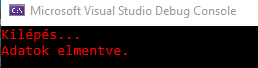 Microsoft Visual Studio Debug Console
Kilépés...
Adatok elmentve.